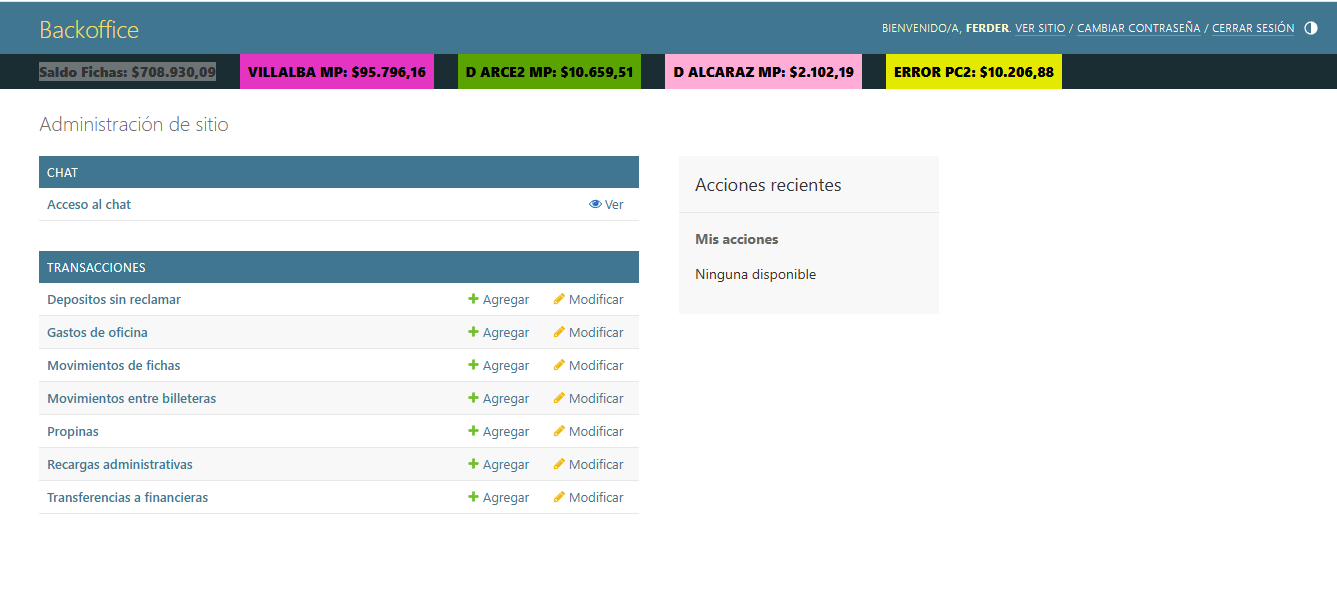 Backoffice
BIENVENIDO/A, FERDER. VER SITIO / CAMBIAR CONTRASEÑA / CERRAR SESIÓN
Saldo Fichas: $708.930,09 VILLALBA MP: $95.796,16 D ARCE2 MP: $10.659,51 D ALCARAZ MP: $2.102,19 ERROR PC2: $10.206,88
Administración de sitio
CHAT
Acceso al chat Ver
TRANSACCIONES
Depositos sin reclamar Agregar Modificar
Gastos de oficina Agregar Modificar
Movimientos de fichas Agregar Modificar
Movimientos entre billeteras Agregar Modificar
Propinas Agregar Modificar
Recargas administrativas Agregar Modificar
Transferencias a financieras Agregar Modificar
Acciones recientes
Mis acciones
Ninguna disponible